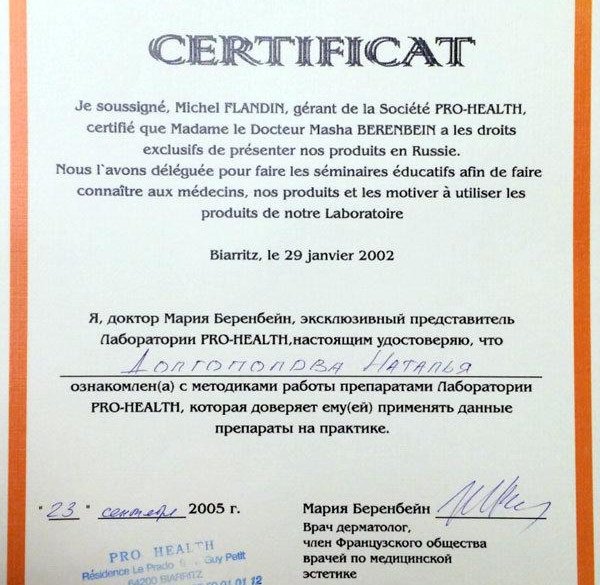 CERTIFICAT
Je soussigné, Michel FLANDIN, gérant de la Société PRO-HEALTH,
certifié que Madame le Docteur Masha BERENBEIN a les droits
exclusifs de présenter nos produits en Russie.
Nous l`avons déléguée pour faire les séminaires éducatifs afin de faire
connaître aux médecins, nos produits et les motiver à utiliser les
produits de notre Laboratoire
Biarritz, le 29 janvier 2002
Я, доктор Мария Беренбейн, эксклюзивный представитель
Лаборатории PRO-HEALTH,настоящим удостоверяю, что
Долгополова Наталья
ознакомлен(а) с методиками работы препаратами Лаборатории
PRO-HEALTH, которая доверяет ему(ей) применять данные
препараты на практике.
"23" сентября 2005 г.
Мария Беренбейн
Врач дерматолог,
член Французского общества
врачей по медицинской
эстетике
PRO HEALTH
Résidence Le Prado Guy Petit
64200 BIARRITZ
01 12